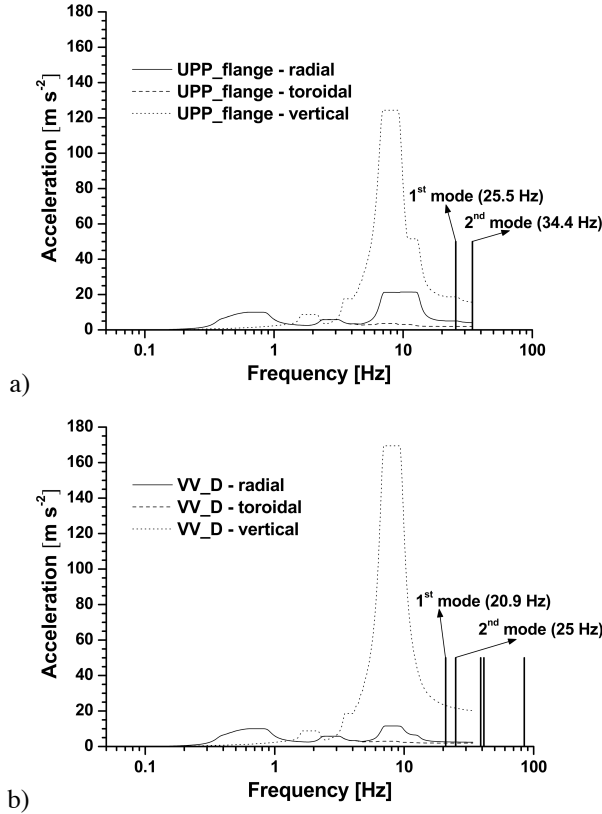 180
160
140
120
100
80
60
40
20
0
Acceleration [m s-2]
UPP_flange - radial
UPP_flange - toroidal
UPP_flange - vertical
1st mode (25.5 Hz)
2nd mode (34.4 Hz)
0.1 1 10 100
Frequency [Hz]
a)
180
160
140
120
100
80
60
40
20
0
Acceleration [m s-2]
VV_D - radial
VV_D - toroidal
VV_D - vertical
1st mode (20.9 Hz)
2nd mode (25 Hz)
0.1 1 10 100
Frequency [Hz]
b)